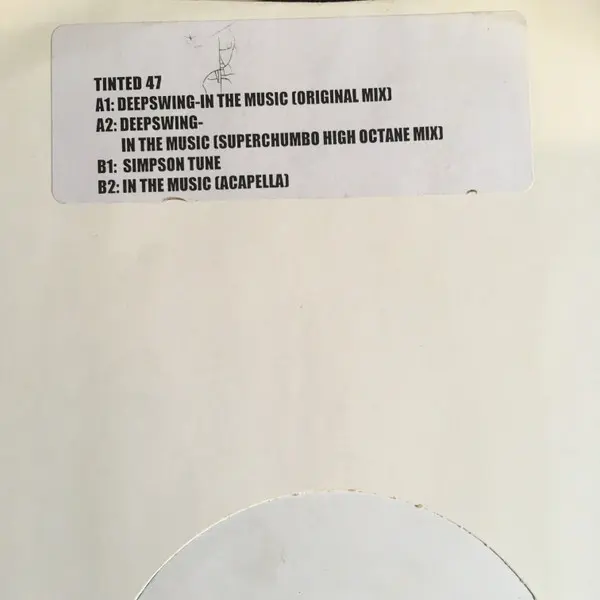 TINTED 47
A1: DEEPSWING-IN THE MUSIC (ORIGINAL MIX)
A2: DEEPSWING-
IN THE MUSIC (SUPERCHUMBO HIGH OCTANE MIX)
B1: SIMPSON TUNE
B2: IN THE MUSIC (ACAPELLA)